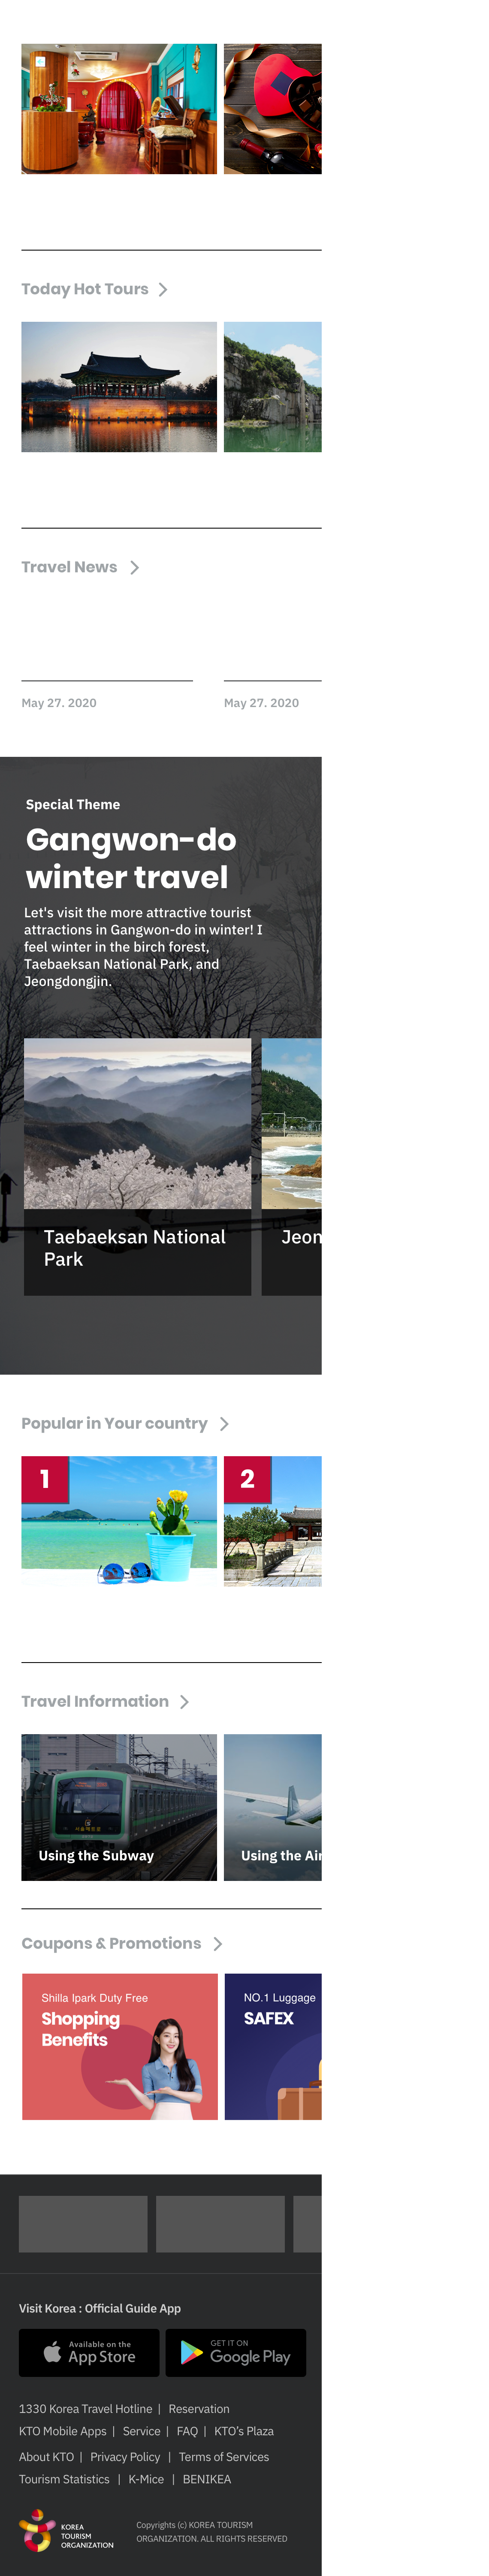 Today Hot Tours
Travel News
May 27. 2020
May 27. 2020
Special Theme
Gangwon-do
winter travel
Let's visit the more attractive tourist
attractions in Gangwon-do in winter! I
feel winter in the birch forest,
Taebaeksan National Park, and
Jeongdongjin.
Taebaeksan National
Park
Jeon
Popular in Your country
1
2
Travel Information
Using the Subway
Using the Air
Coupons & Promotions
Shilla Ipark Duty Free
Shopping
Benefits
NO.1 Luggage
SAFEX
Visit Korea : Official Guide App
Available on the
App Store
GET IT ON
Google Play
1330 Korea Travel Hotline | Reservation
KTO Mobile Apps | Service | FAQ | KTO's Plaza
About KTO | Privacy Policy | Terms of Services
Tourism Statistics | K-Mice | BENIKEA
KOREA
TOURISM
ORGANIZATION
Copyrights (c) KOREA TOURISM
ORGANIZATION, ALL RIGHTS RESERVED